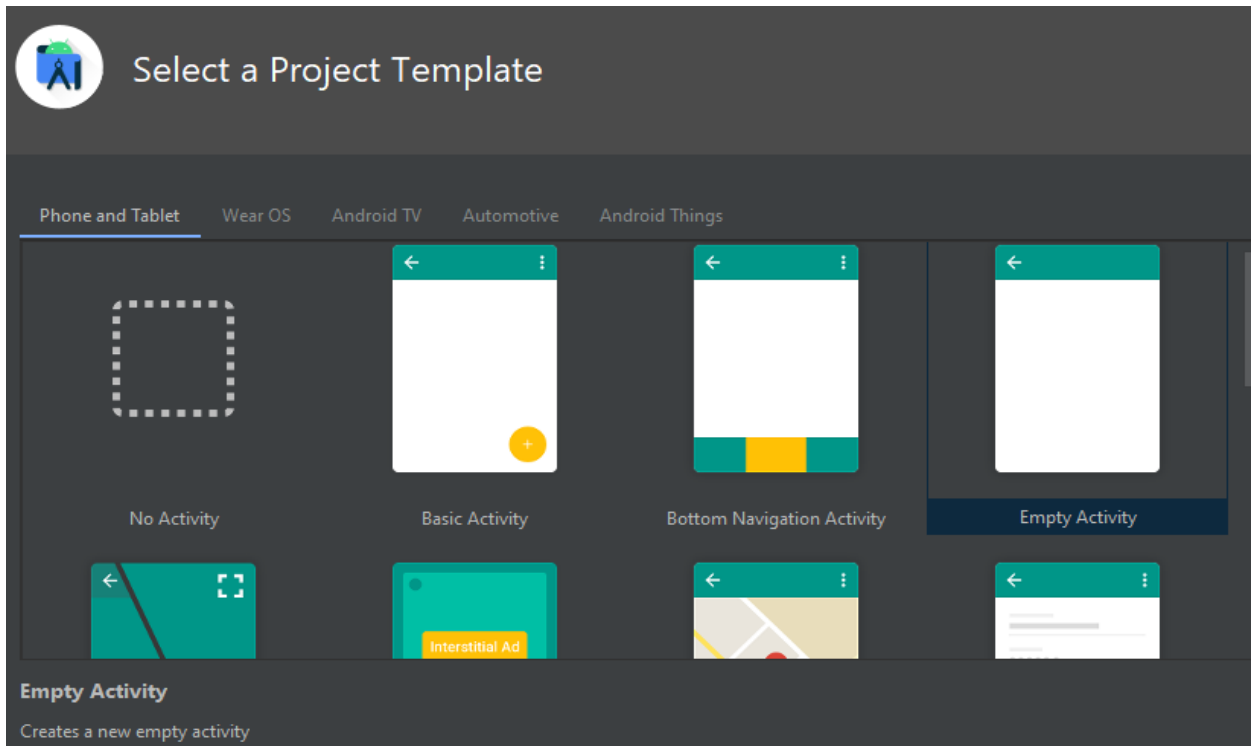 Select a Project Template
Phone and Tablet Wear OS Android TV Automotive Android Things
No Activity Basic Activity Bottom Navigation Activity Empty Activity
Interstitial Ad
Empty Activity
Creates a new empty activity